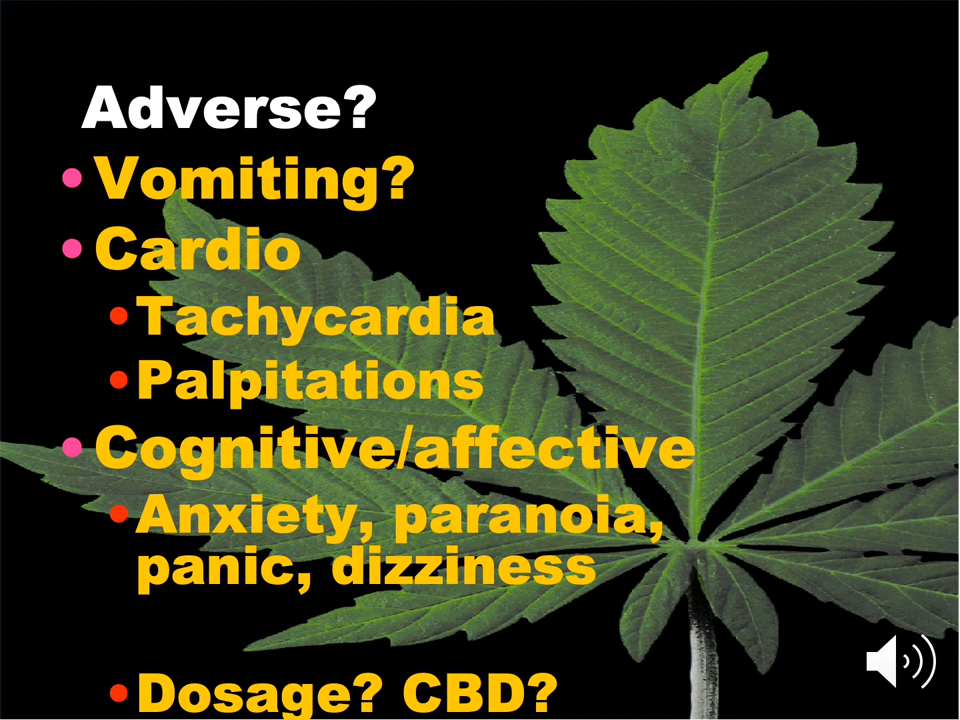 Adverse?
•Vomiting?
•Cardio
•Tachycardia
•Palpitations
•Cognitive/affective
•Anxiety, paranoia,
panic, dizziness
•Dosage? CBD?